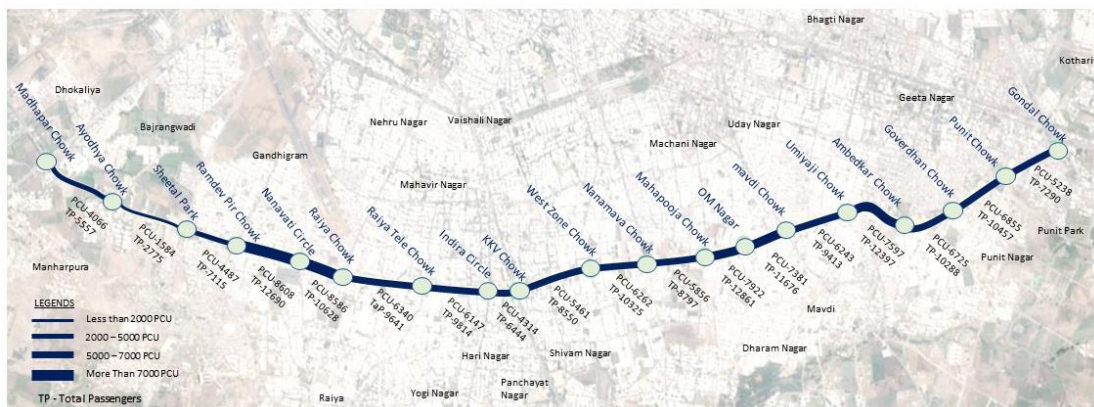 Bhagti Nagar
Kothari
Dhokaliya
Geeta Nagar
Bajrangwadi
Nehru Nagar
Vaishali Nagar
Uday Nagar
Machani Nagar
Gandhigram
Mahavir Nagar
Madhapar Chowk
Ayodhya Chowk
Sheetal Park
Ramdev Pir Chowk
Nanavati Circle
Raiya Chowk
Raiya Tele Chowk
Indira Circle
KKV Chowk
West Zone Chowk
Nanamava Chowk
Mahapooja Chowk
OM Nagar
mavdi Chowk
Umiyaji Chowk
Ambedkar Chowk
Goverdhan Chowk
Punit Chowk
Gondal Chowk
PCU-4066
TP-5557
PCU-1584
TP-2775
PCU-4487
TP-7115
PCU-8608
TP-12690
PCU-8586
TP-10628
PCU-6340
TaP-9641
PCU-6147
TP-9814
PCU-4314
TP-6444
PCU-5461
TP-8550
PCU-6262
TP-10325
PCU-5856
TP-8797
PCU-7922
TP-12861
PCU-7381
TP-11676
PCU-6243
TP-9413
PCU-7597
TP-12397
PCU-6725
TP-10288
PCU-6855
TP-10457
PCU-5238
TP-7290
Punit Park
Punit Nagar
Manharpura
Mavdi
Hari Nagar
Shivam Nagar
Dharam Nagar
Panchayat
Nagar
Yogi Nagar
Raiya
LEGENDS
Less than 2000 PCU
2000 – 5000 PCU
5000 – 7000 PCU
More Than 7000 PCU
TP - Total Passengers